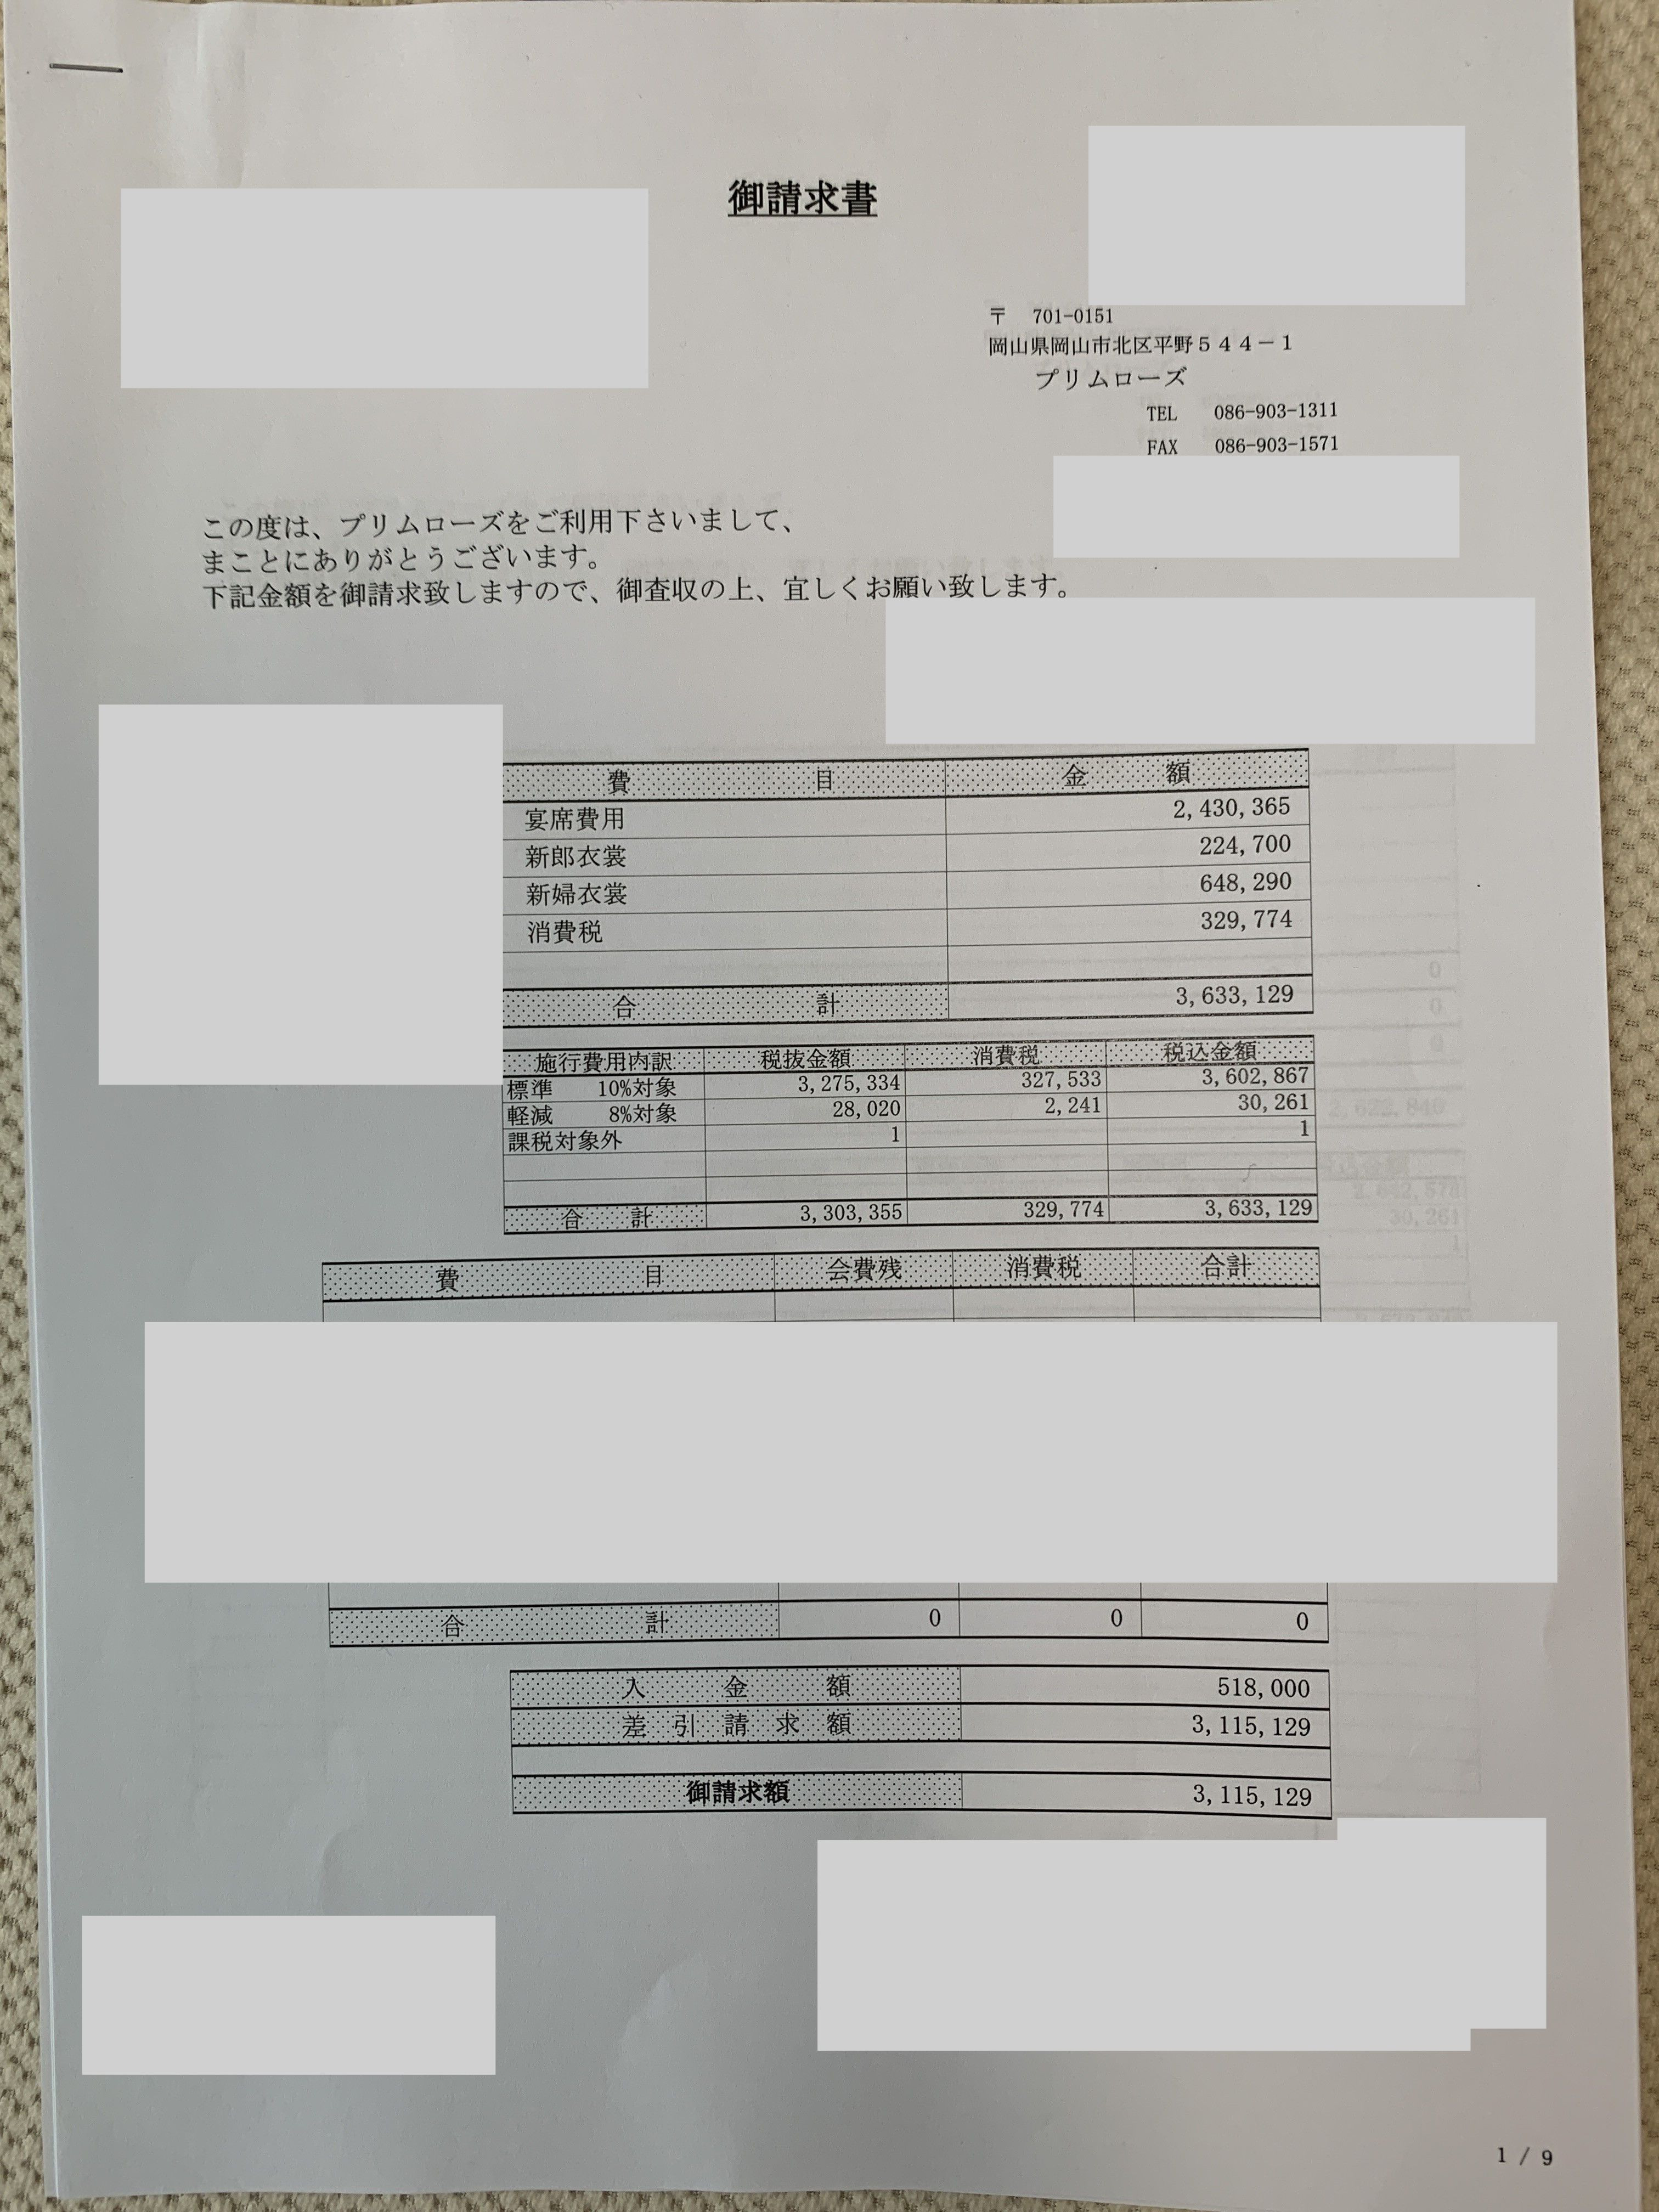 御請求書
〒 701-0151
岡山県岡山市北区平野５４４－１
プリムローズ
TEL 086-903-1311
FAX 086-903-1571
この度は、プリムローズをご利用下さいまして、
まことにありがとうございます。
下記金額を御請求致しますので、御査収の上、宜しくお願い致します。
費目 金額
宴席費用 2,430,365
新郎衣裳 224,700
新婦衣裳 648,290
消費税 329,774
合計 3,633,129
施行費用内訳 税抜金額 消費税 税込金額
標準 10%対象 3,275,334 327,533 3,602,867
軽減 8%対象 28,020 2,241 30,261
課税対象外 1 1
合計 3,303,355 329,774 3,633,129
費目 会費残 消費税 合計
合計 0 0 0
入金額 518,000
差引請求額 3,115,129
御請求額 3,115,129
1 / 9